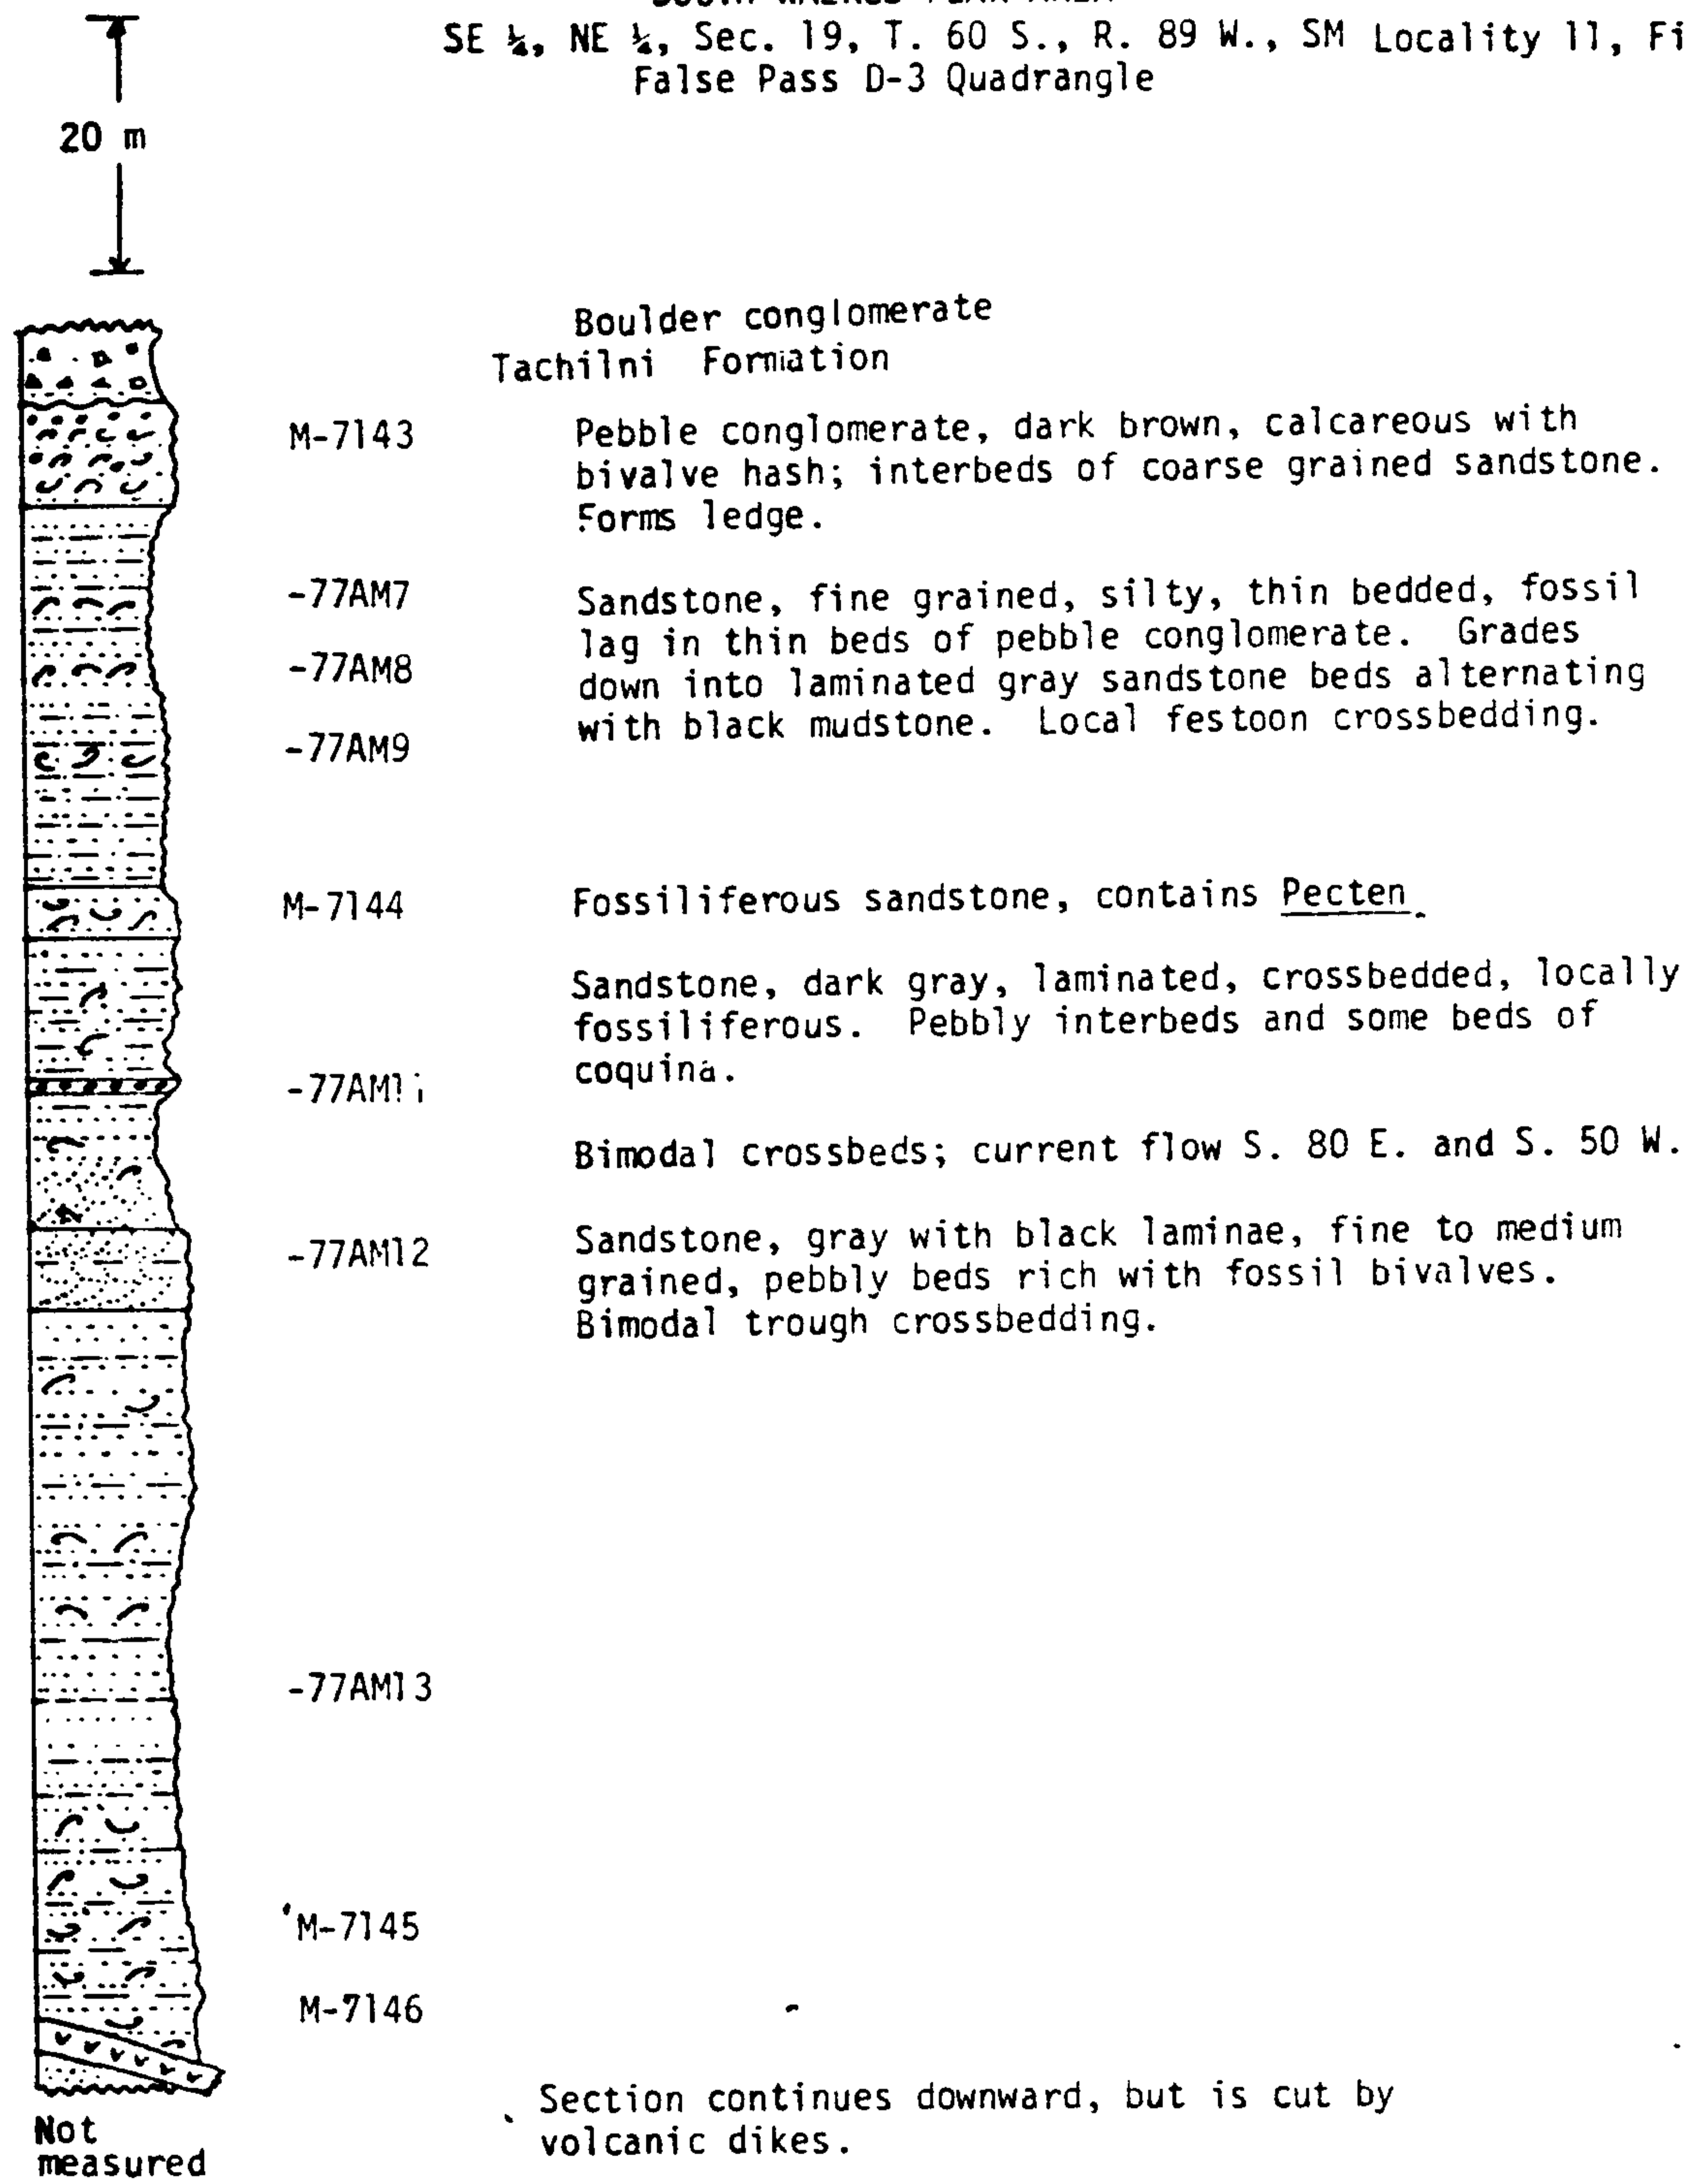 SE ¼, NE ¼, Sec. 19, T. 60 S., R. 89 W., SM Locality 11, Fi
False Pass D-3 Quadrangle
20 m
Boulder conglomerate
Tachilni Formation
M-7143
Pebble conglomerate, dark brown, calcareous with
bivalve hash; interbeds of coarse grained sandstone.
Forms ledge.
-77AM7
-77AM8
-77AM9
Sandstone, fine grained, silty, thin bedded, fossil
lag in thin beds of pebble conglomerate. Grades
down into laminated gray sandstone beds alternating
with black mudstone. Local festoon crossbedding.
M-7144
Fossiliferous sandstone, contains Pecten.
Sandstone, dark gray, laminated, crossbedded, locally
fossiliferous. Pebbly interbeds and some beds of
coquina.
-77AM11
Bimodal crossbeds; current flow S. 80 E. and S. 50 W.
-77AM12
Sandstone, gray with black laminae, fine to medium
grained, pebbly beds rich with fossil bivalves.
Bimodal trough crossbedding.
-77AM13
M-7145
M-7146
Section continues downward, but is cut by
volcanic dikes.
Not
measured